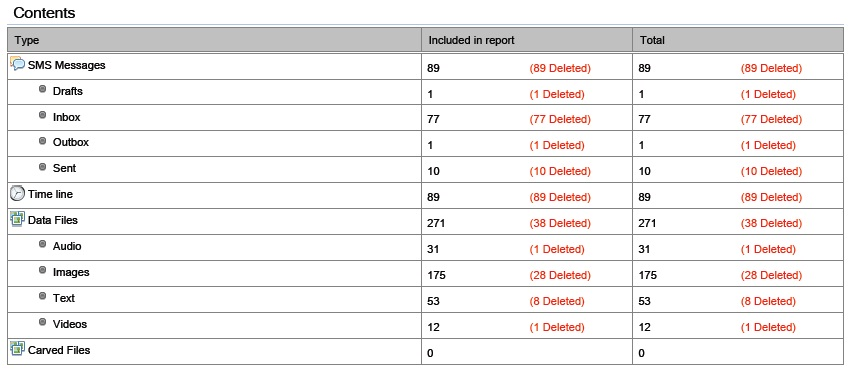 Contents
Type Included in report Total
SMS Messages 89 (89 Deleted) 89 (89 Deleted)
Drafts 1 (1 Deleted) 1 (1 Deleted)
Inbox 77 (77 Deleted) 77 (77 Deleted)
Outbox 1 (1 Deleted) 1 (1 Deleted)
Sent 10 (10 Deleted) 10 (10 Deleted)
Time line 89 (89 Deleted) 89 (89 Deleted)
Data Files 271 (38 Deleted) 271 (38 Deleted)
Audio 31 (1 Deleted) 31 (1 Deleted)
Images 175 (28 Deleted) 175 (28 Deleted)
Text 53 (8 Deleted) 53 (8 Deleted)
Videos 12 (1 Deleted) 12 (1 Deleted)
Carved Files 0 0